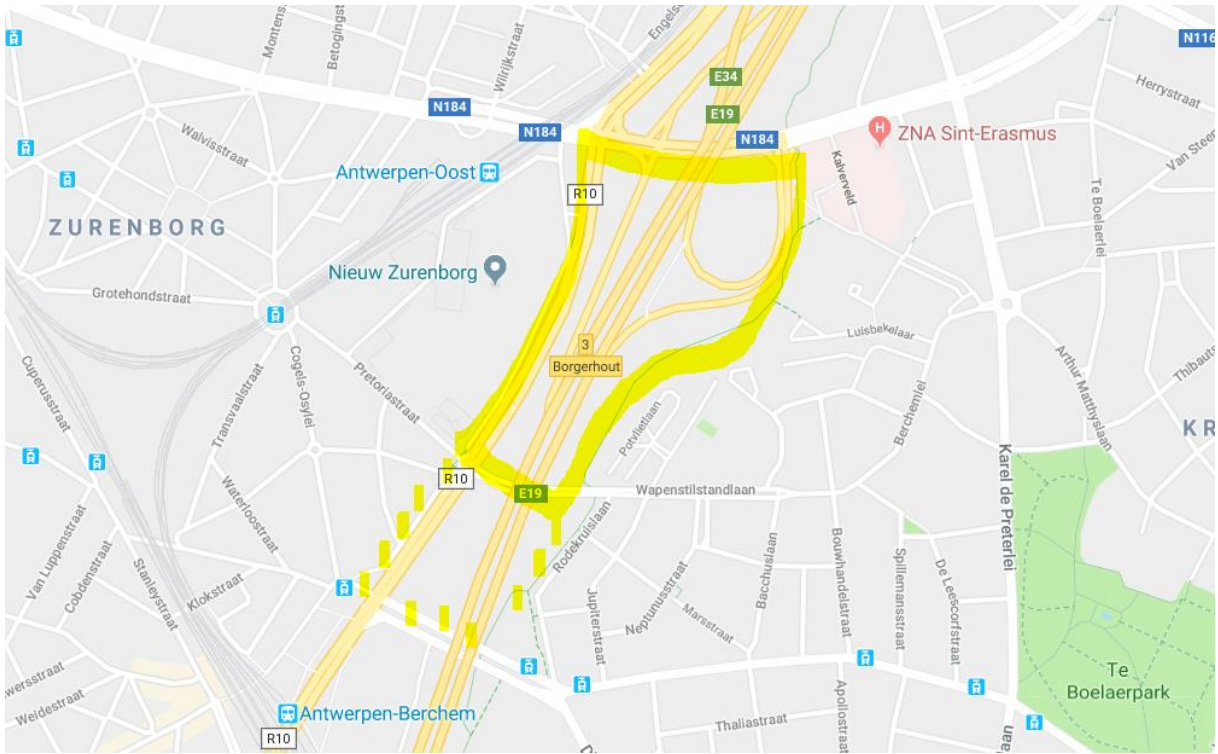 Montens
Betogingst
Wilrijkstraat
Engelse
N116
E34
Herrystraat
N184
E19
N184
N184
ZNA Sint-Erasmus
H
Walvisstraat
Kalverveld
Van Steen
Antwerpen-Oost
Te Boelaerlei
R10
ZURENBORG
Nieuw Zurenborg
Grotehondstraat
Luisbekelaar
3
Borgerhout
Cuperusstraat
Transvaalstraat
Cogels-Osylei
Pretoriastraat
Potvlietlaan
Berchemlei
Arthur Matthyslaan
Thibauts
KR
R10
E19
Wapenstilstandlaan
Karel de Preterlei
Waterloostraat
Van Luppenstraat
Cobdenstraat
Stanleystraat
Klokstraat
Rodekruislaan
Jupiterstraat
Neptunusstraat
Marsstraat
Bacchuslaan
Bouwhandelstraat
Spillemansstraat
De Leescorfstraat
wersstraat
Weidestraat
Te
Boelaerpark
Antwerpen-Berchem
R10
Thaliastraat
Apollostraat
laan